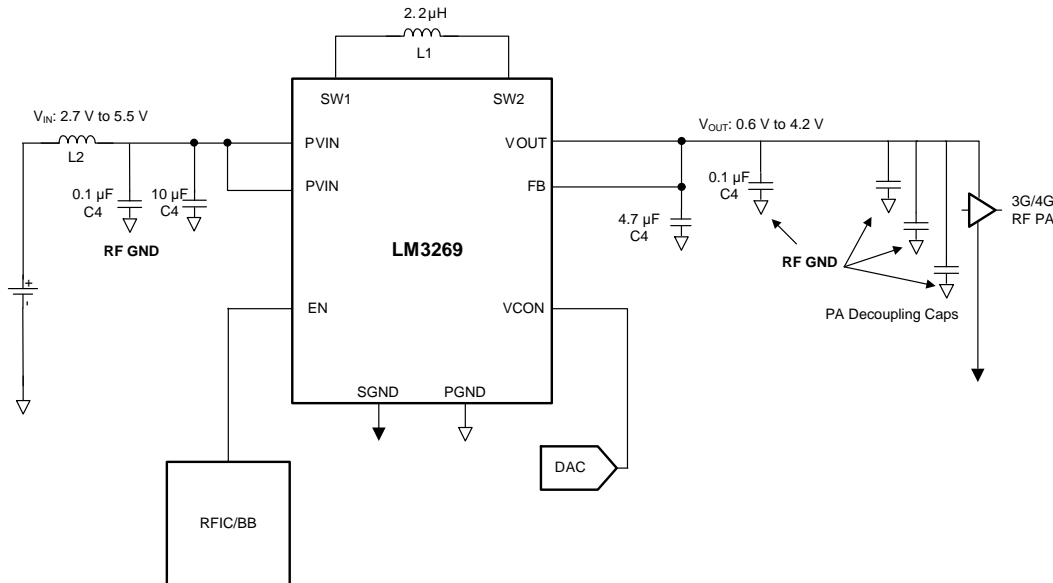 2.2 µH
L1
SW1
SW2
VIN: 2.7 V to 5.5 V
L2
PVIN
PVIN
0.1 µF
C4
10 µF
C4
RF GND
VOUT
FB
VOUT: 0.6 V to 4.2 V
0.1 µF
C4
4.7 µF
C4
RF GND
3G/4G
RF PA
PA Decoupling Caps
LM3269
+
-
EN
VCON
SGND
PGND
DAC
RFIC/BB